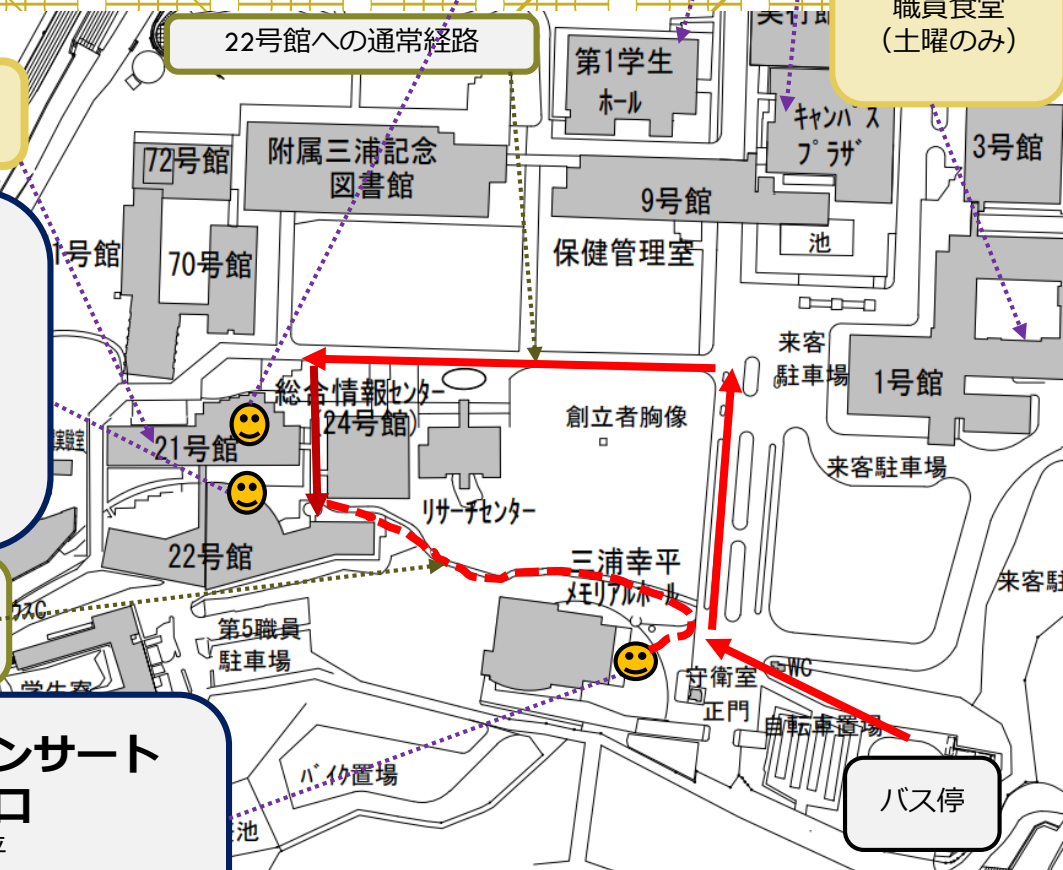 職員食堂
（土曜のみ）
22号館への通常経路
第1学生
ホール
キャンパス
プラザ
3号館
72号館
附属三浦記念
図書館
9号館
池
1号館
70号館
保健管理室
来客
駐車場
1号館
総合情報センター
(24号館)
創立者胸像
21号館
来客駐車場
リサーチセンター
22号館
三浦幸平
メモリアルホール
第5職員
駐車場
守衛室
WC
正門
自転車置場
学生寮
バイク置場
バス停
ンサート
口
池